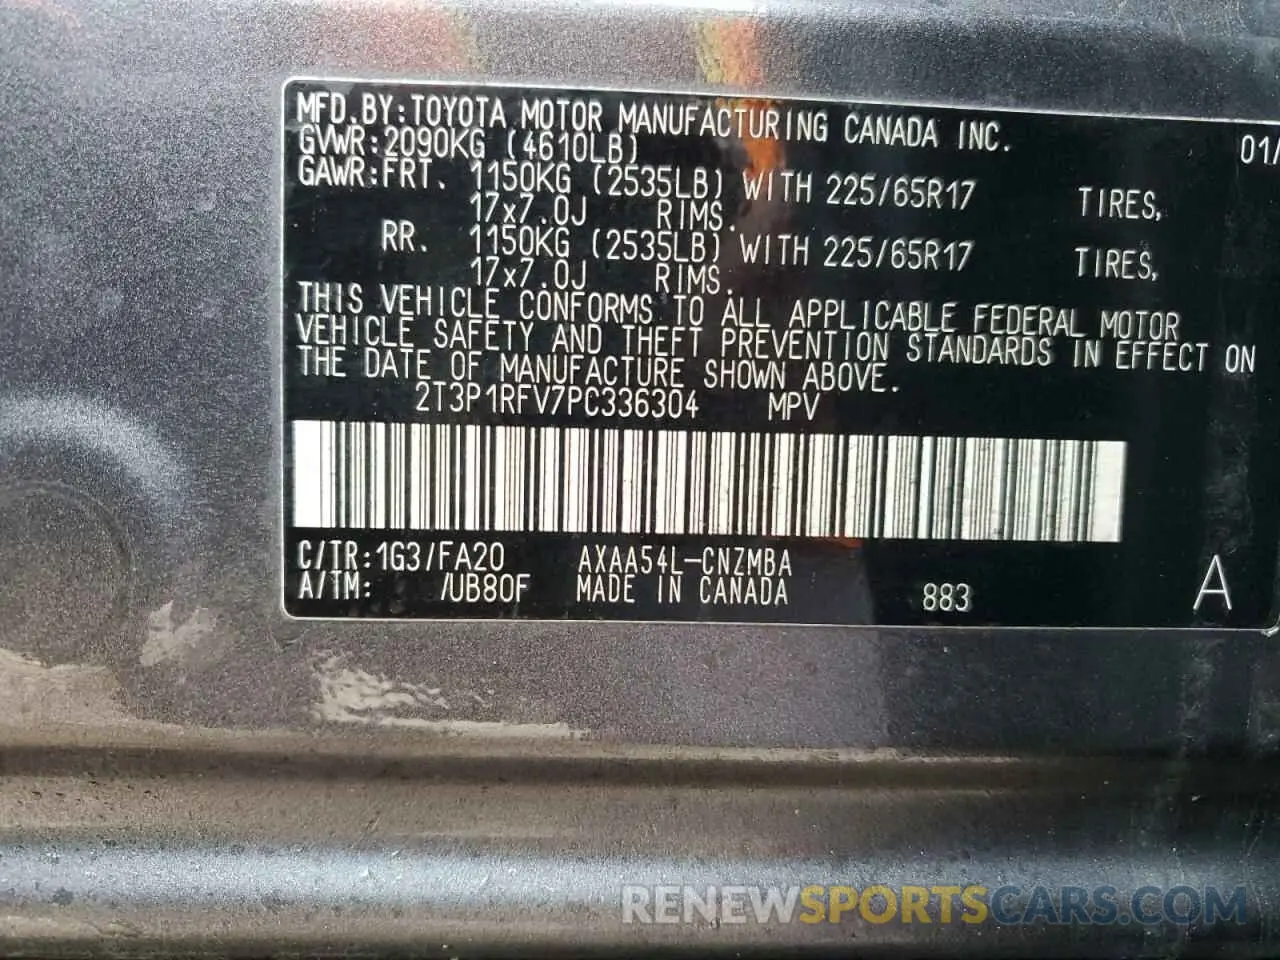 MFD.BY:TOYOTA MOTOR MANUFACTURING CANADA INC. 01/
GVWR:2090KG (4610LB)
GAWR:FRT. 1150KG (2535LB) WITH 225/65R17 TIRES,
17x7.0J RIMS.
RR. 1150KG (2535LB) WITH 225/65R17 TIRES,
17x7.0J RIMS.
THIS VEHICLE CONFORMS TO ALL APPLICABLE FEDERAL MOTOR
VEHICLE SAFETY AND THEFT PREVENTION STANDARDS IN EFFECT ON
THE DATE OF MANUFACTURE SHOWN ABOVE.
2T3P1RFV7PC336304 MPV
C/TR:1G3/FA20 AXAA54L-CNZMBA
A/TM: /UB80F MADE IN CANADA 883 A
RENEWSPORTSCARS.COM